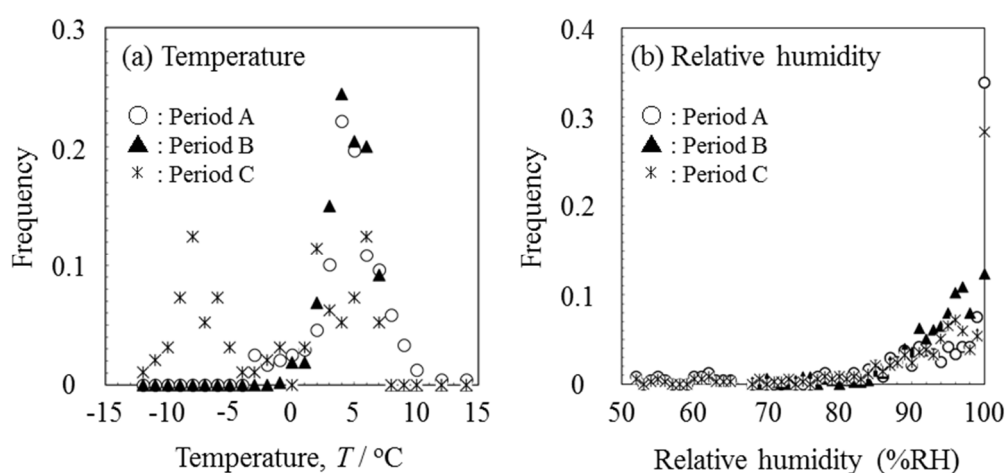 0.3
(a) Temperature
: Period A
: Period B
: Period C
0.2
0.1
0
Frequency
-15
-10
-5
0
5
10
15
Temperature, T / °C
0.4
(b) Relative humidity
: Period A
: Period B
: Period C
0.3
0.2
0.1
0
Frequency
50
60
70
80
90
100
Relative humidity (%RH)